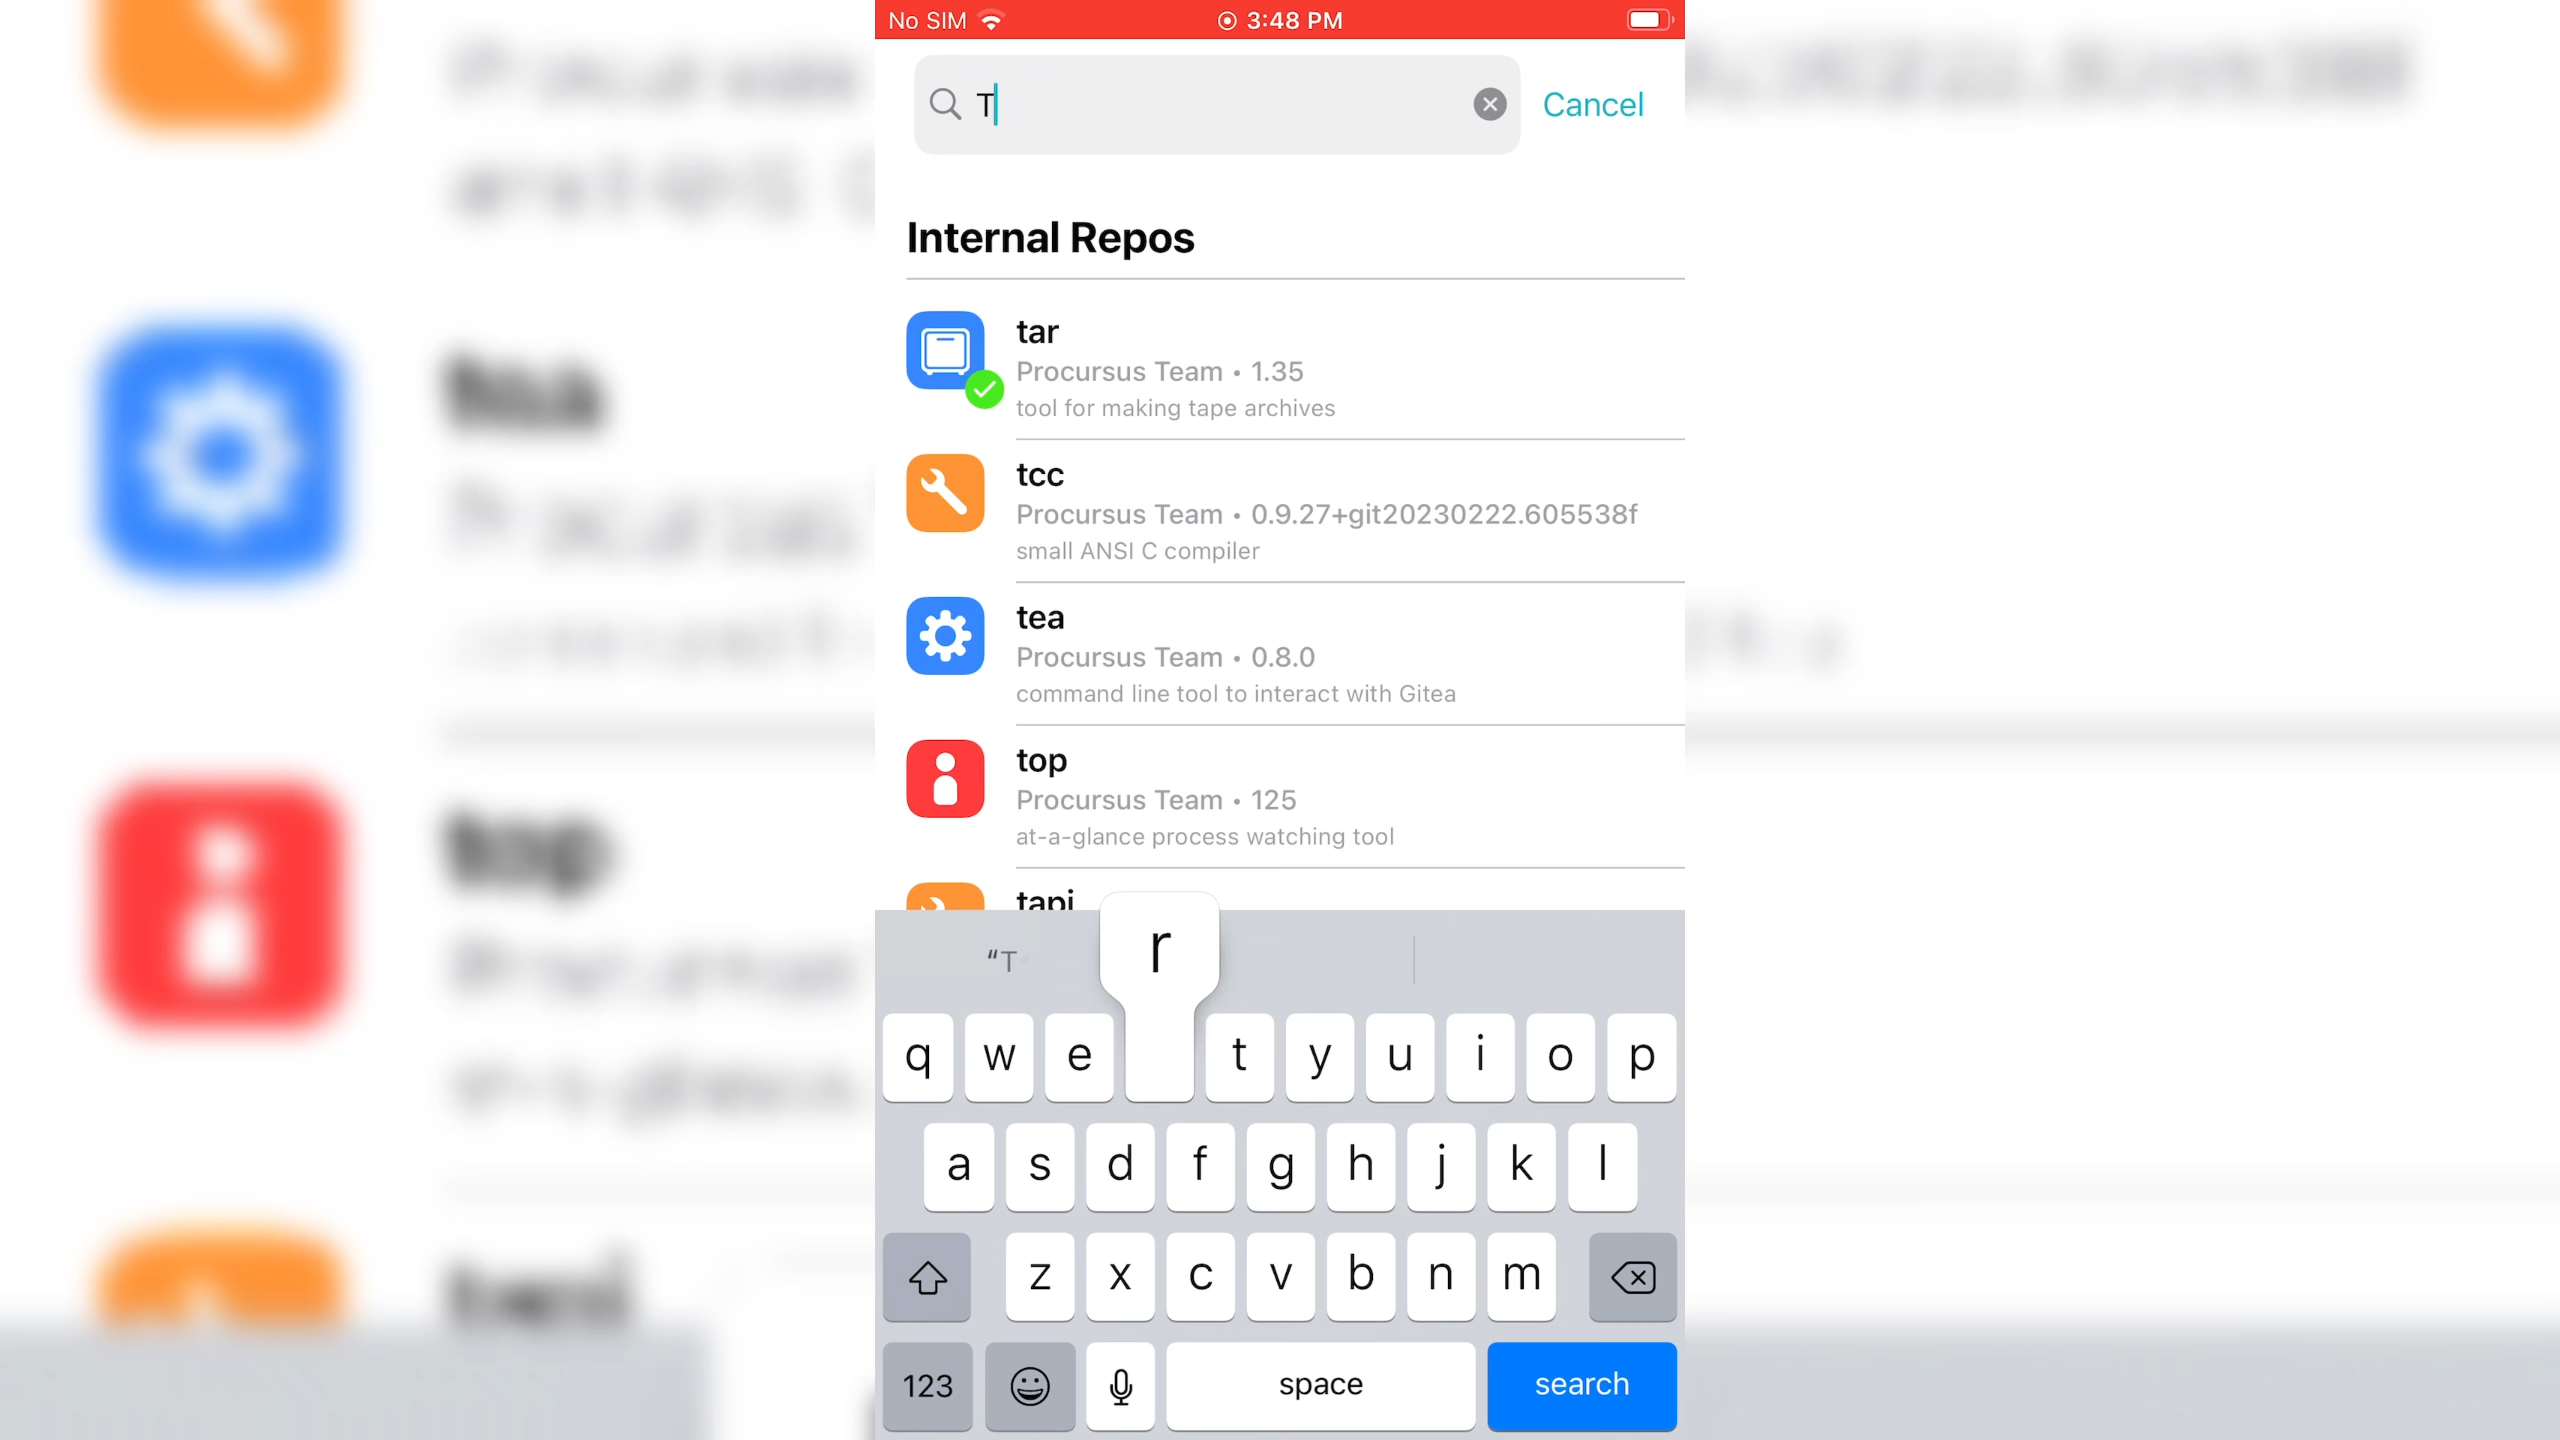 No SIM 3:48 PM
T Cancel
Internal Repos
tar
Procursus Team • 1.35
tool for making tape archives
tcc
Procursus Team • 0.9.27+git20230222.605538f
small ANSI C compiler
tea
Procursus Team • 0.8.0
command line tool to interact with Gitea
top
Procursus Team • 125
at-a-glance process watching tool
tapi
“T”
r
q w e t y u i o p
a s d f g h j k l
z x c v b n m
123 space search